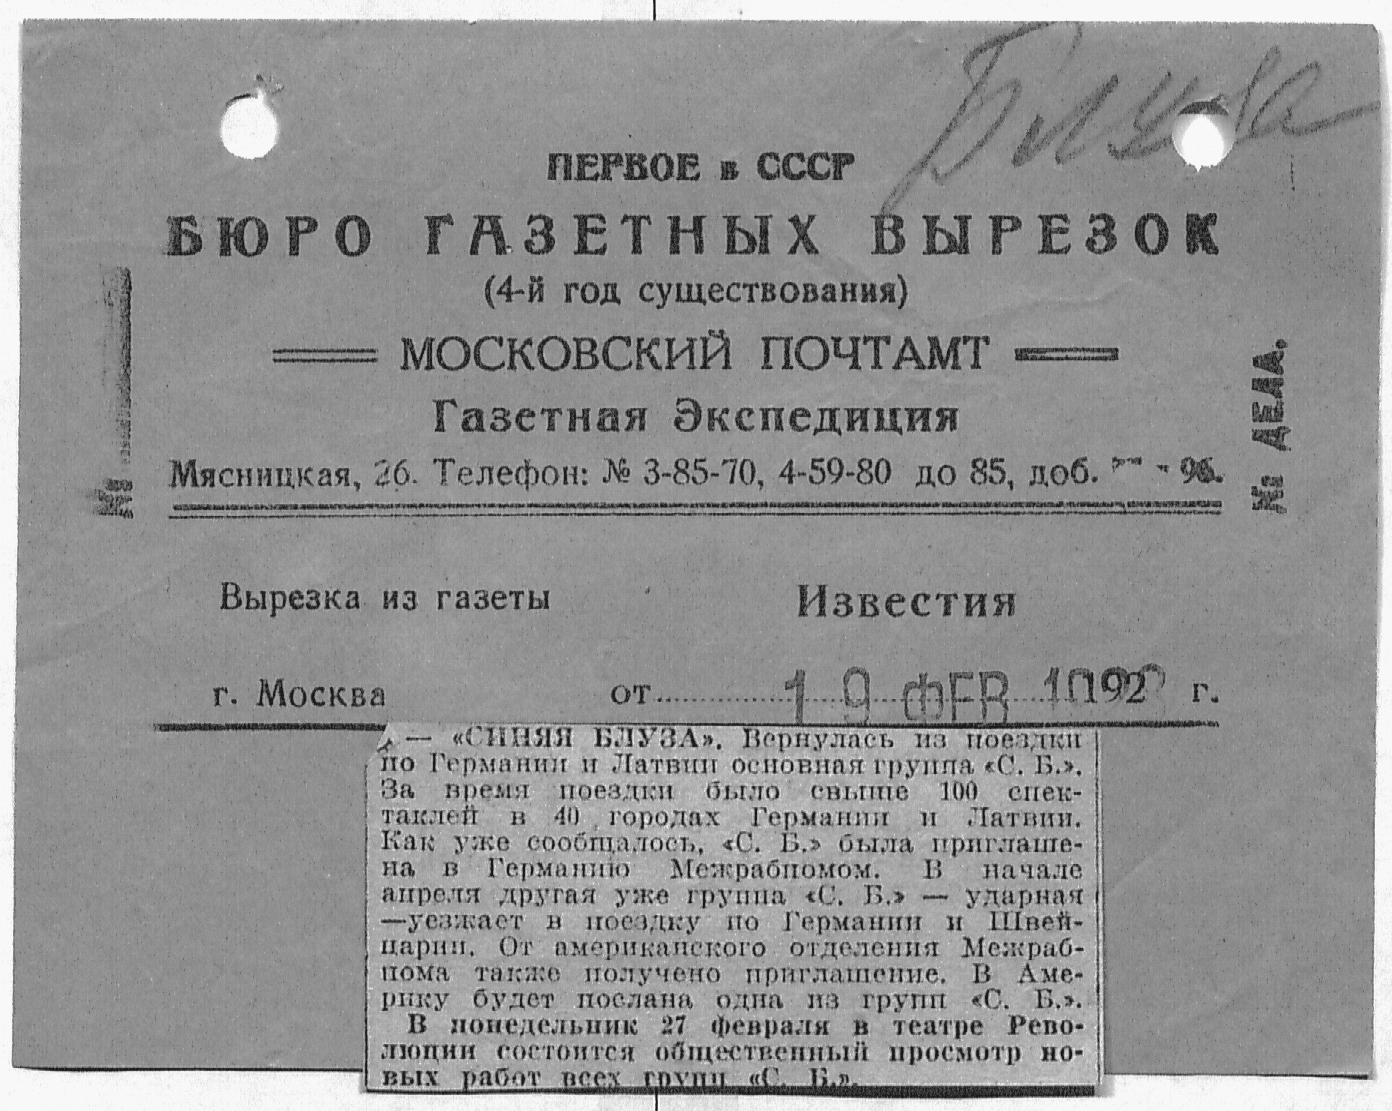 Блуза
ПЕРВОЕ в СССР
БЮРО ГАЗЕТНЫХ ВЫРЕЗОК
(4-й год существования)
МОСКОВСКИЙ ПОЧТАМТ
Газетная Экспедиция
Мясницкая, 26. Телефон: № 3-85-70, 4-59-80 до 85, доб. - 96.
№
№ ДЕЛА.
Вырезка из газеты Известия
г. Москва от 19 ФЕВ 1928 г.
— «СИНЯЯ БЛУЗА». Вернулась из поездки
по Германии и Латвии основная группа «С. Б.».
За время поездки было свыше 100 спек-
таклей в 40 городах Германии и Латвии.
Как уже сообщалось, «С. Б.» была приглаше-
на в Германию Межрабпомом. В начале
апреля другая уже группа «С. Б.» — ударная
—уезжает в поездку по Германии и Швей-
царии. От американского отделения Межраб-
пома также получено приглашение. В Аме-
рику будет послана одна из групп «С. Б.».
В понедельник 27 февраля в театре Рево-
люции состоится общественный просмотр но-
вых работ всех групп «С. Б.».